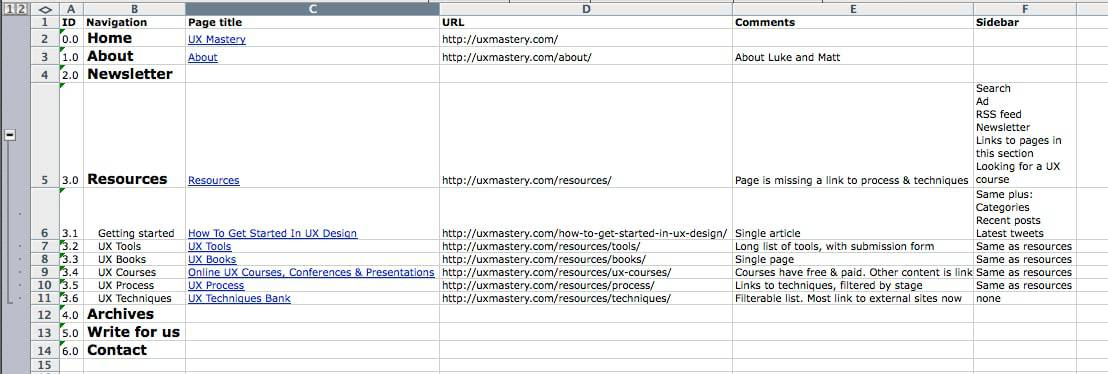 1 2 <> A B C D E F
1 ID Navigation Page title URL Comments Sidebar
2 0.0 Home UX Mastery http://uxmastery.com/
3 1.0 About About http://uxmastery.com/about/ About Luke and Matt
4 2.0 Newsletter
Search
Ad
RSS feed
Newsletter
Links to pages in
this section
Looking for a UX
5 3.0 Resources Resources http://uxmastery.com/resources/ Page is missing a link to process & techniques course
Same plus:
Categories
Recent posts
6 3.1 Getting started How To Get Started In UX Design http://uxmastery.com/how-to-get-started-in-ux-design/ Single article Latest tweets
7 3.2 UX Tools UX Tools http://uxmastery.com/resources/tools/ Long list of tools, with submission form Same as resources
8 3.3 UX Books UX Books http://uxmastery.com/resources/books/ Single page Same as resources
9 3.4 UX Courses Online UX Courses, Conferences & Presentations http://uxmastery.com/resources/ux-courses/ Courses have free & paid. Other content is link Same as resources
10 3.5 UX Process UX Process http://uxmastery.com/resources/process/ Links to techniques, filtered by stage Same as resources
11 3.6 UX Techniques UX Techniques Bank http://uxmastery.com/resources/techniques/ Filterable list. Most link to external sites now none
12 4.0 Archives
13 5.0 Write for us
14 6.0 Contact
15